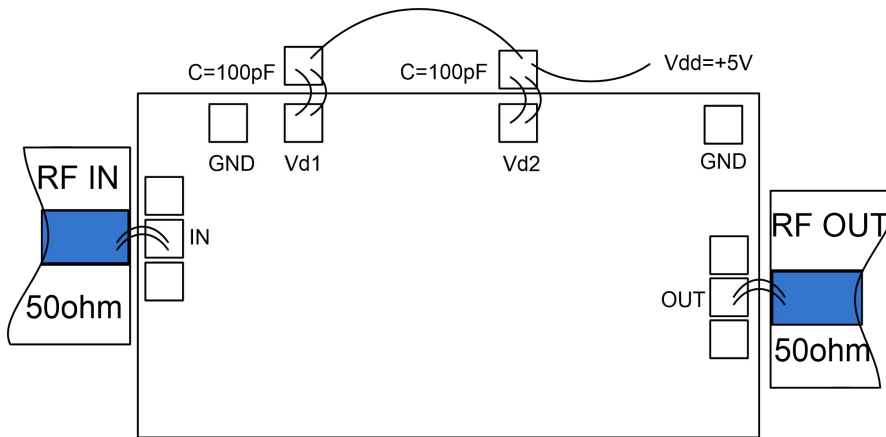 C=100pF
C=100pF
Vdd=+5V
GND
Vd1
Vd2
GND
RF IN
IN
50ohm
RF OUT
OUT
50ohm